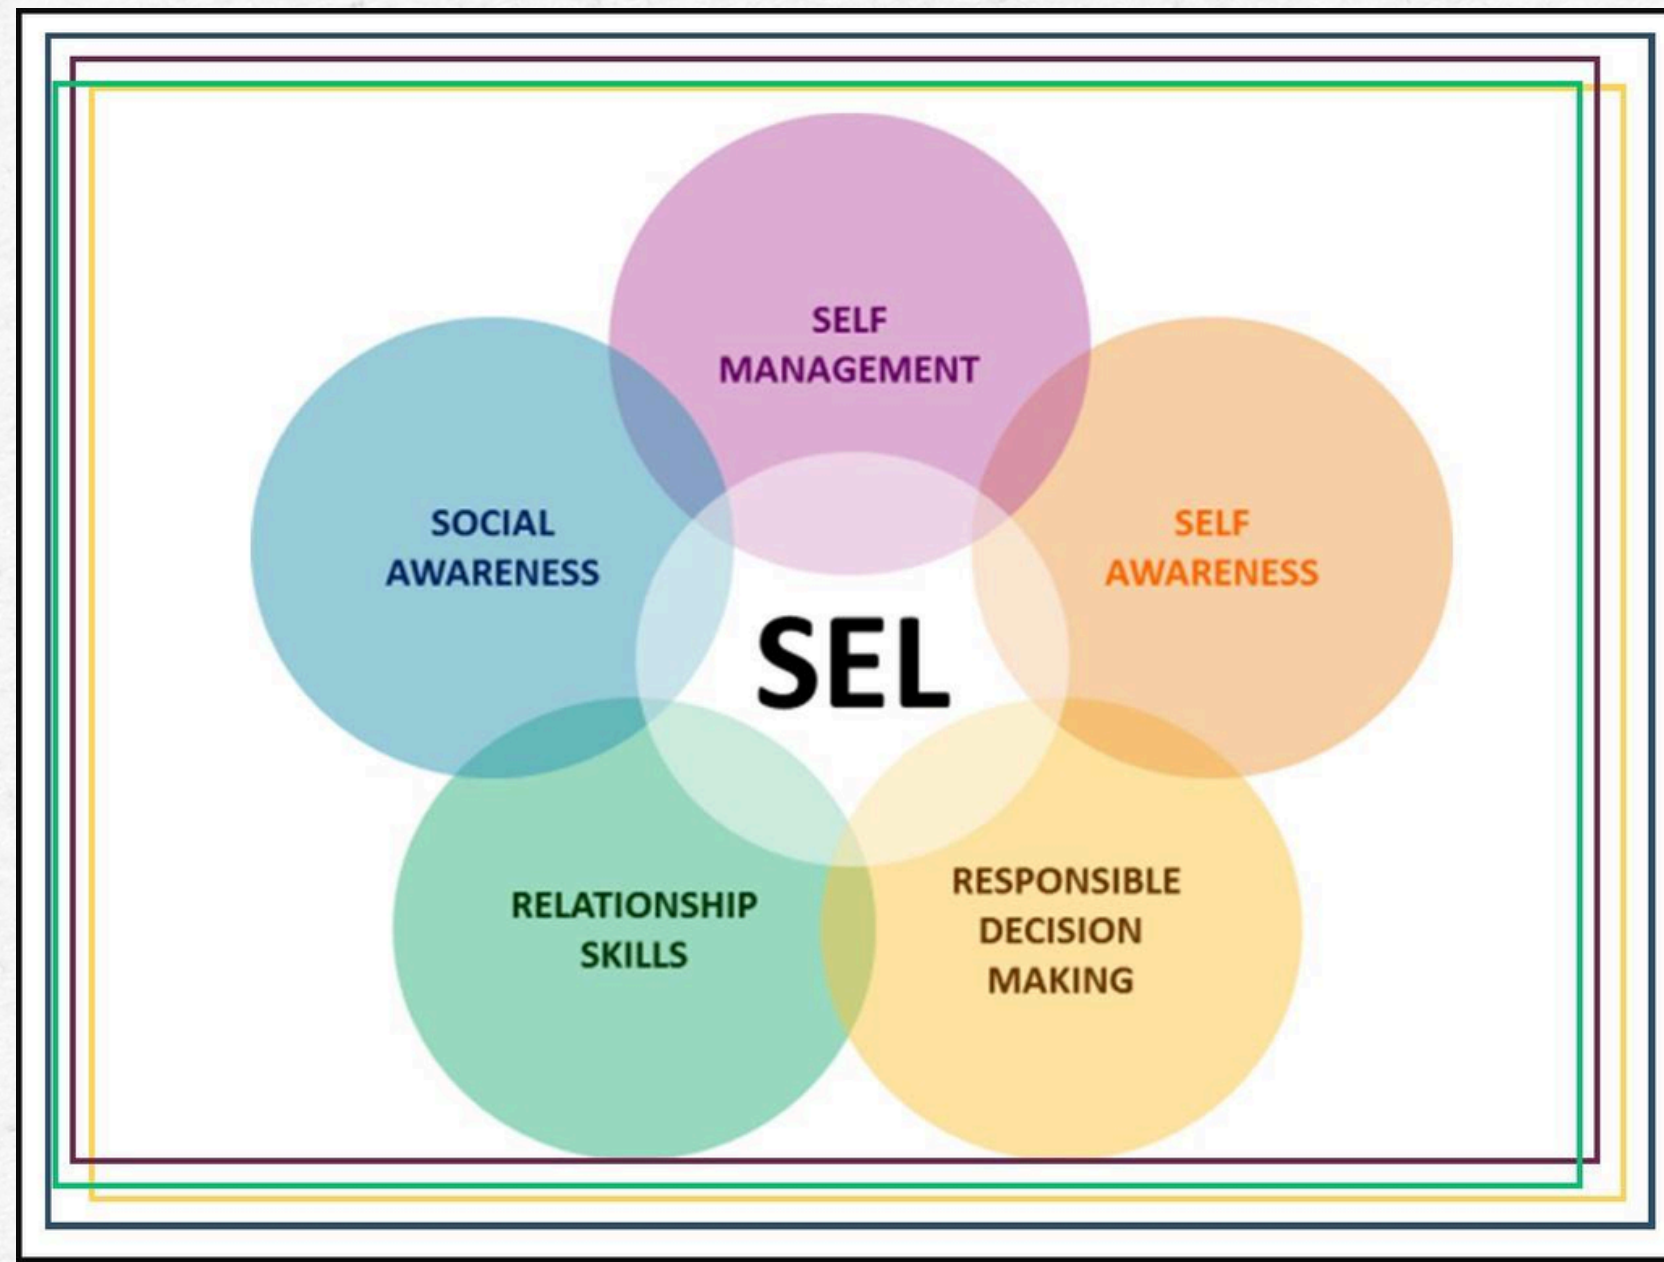 SELF
MANAGEMENT
SOCIAL
AWARENESS
SELF
AWARENESS
SEL
RELATIONSHIP
SKILLS
RESPONSIBLE
DECISION
MAKING